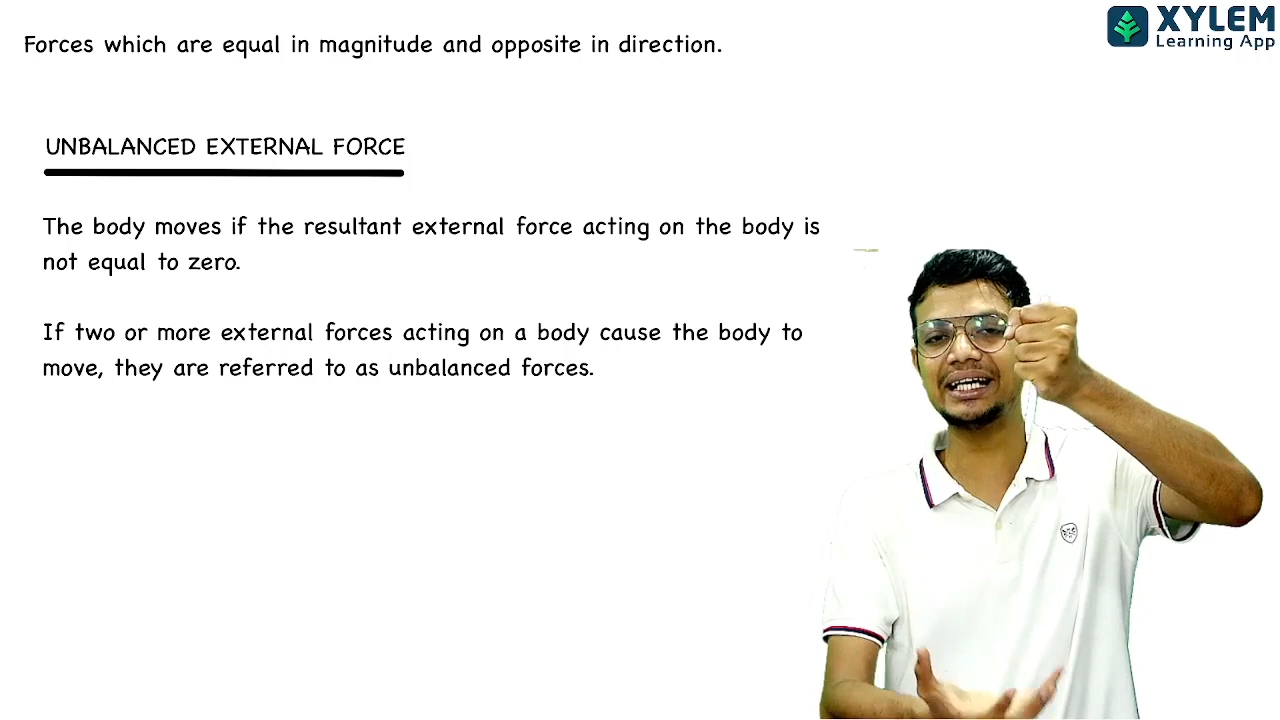 XYLEM
Learning App
Forces which are equal in magnitude and opposite in direction.
UNBALANCED EXTERNAL FORCE
The body moves if the resultant external force acting on the body is
not equal to zero.
If two or more external forces acting on a body cause the body to
move, they are referred to as unbalanced forces.